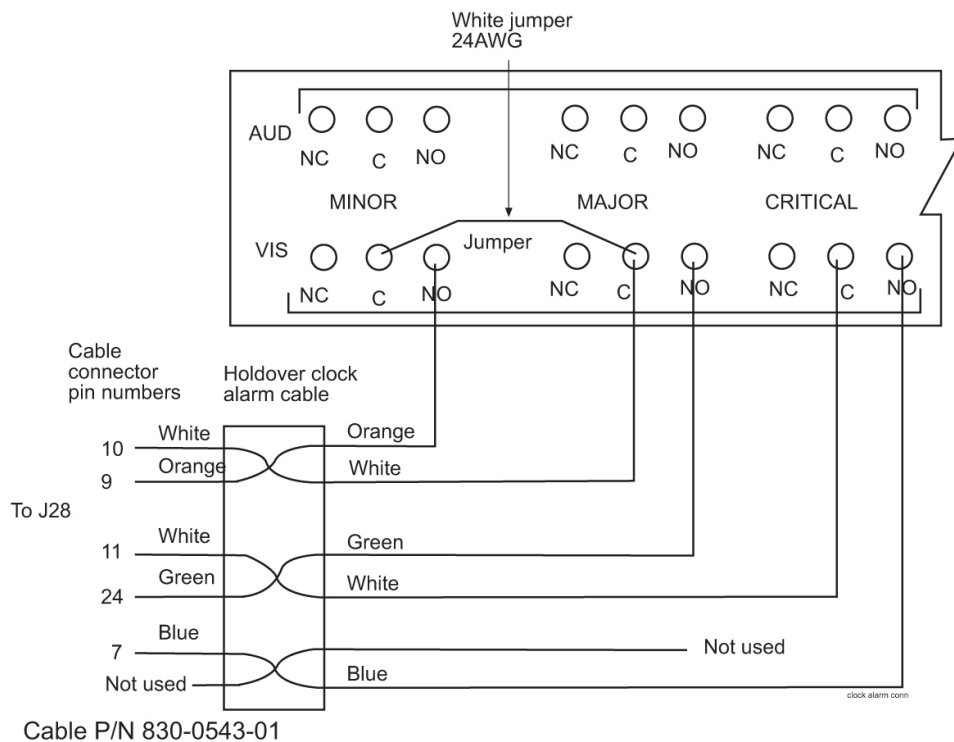 White jumper
24AWG
AUD
NC C NO NC C NO NC C NO
MINOR MAJOR CRITICAL
VIS Jumper
NC C NO NC C NO NC C NO
Cable
connector
pin numbers
Holdover clock
alarm cable
10 White Orange
9 Orange White
To J28
11 White Green
24 Green White
7 Blue Not used
Not used Blue
clock alarm conn
Cable P/N 830-0543-01